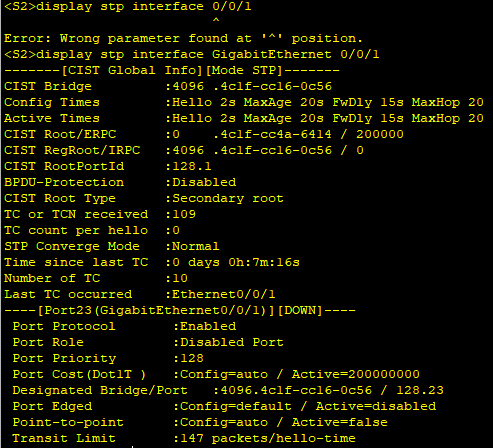 <S2>display stp interface 0/0/1
^
Error: Wrong parameter found at '^' position.
<S2>display stp interface GigabitEthernet 0/0/1
-------[CIST Global Info][Mode STP]-------
CIST Bridge         :4096 .4c1f-cc16-0c56
Config Times        :Hello 2s MaxAge 20s FwDly 15s MaxHop 20
Active Times        :Hello 2s MaxAge 20s FwDly 15s MaxHop 20
CIST Root/ERPC      :0    .4c1f-cc4a-6414 / 200000
CIST RegRoot/IRPC   :4096 .4c1f-cc16-0c56 / 0
CIST RootPortId     :128.1
BPDU-Protection     :Disabled
CIST Root Type      :Secondary root
TC or TCN received  :109
TC count per hello  :0
STP Converge Mode   :Normal
Time since last TC  :0 days 0h:7m:16s
Number of TC        :10
Last TC occurred    :Ethernet0/0/1
----[Port23(GigabitEthernet0/0/1)][DOWN]----
Port Protocol       :Enabled
Port Role           :Disabled Port
Port Priority       :128
Port Cost(Dot1T )   :Config=auto / Active=200000000
Designated Bridge/Port   :4096.4c1f-cc16-0c56 / 128.23
Port Edged          :Config=default / Active=disabled
Point-to-point      :Config=auto / Active=false
Transit Limit       :147 packets/hello-time